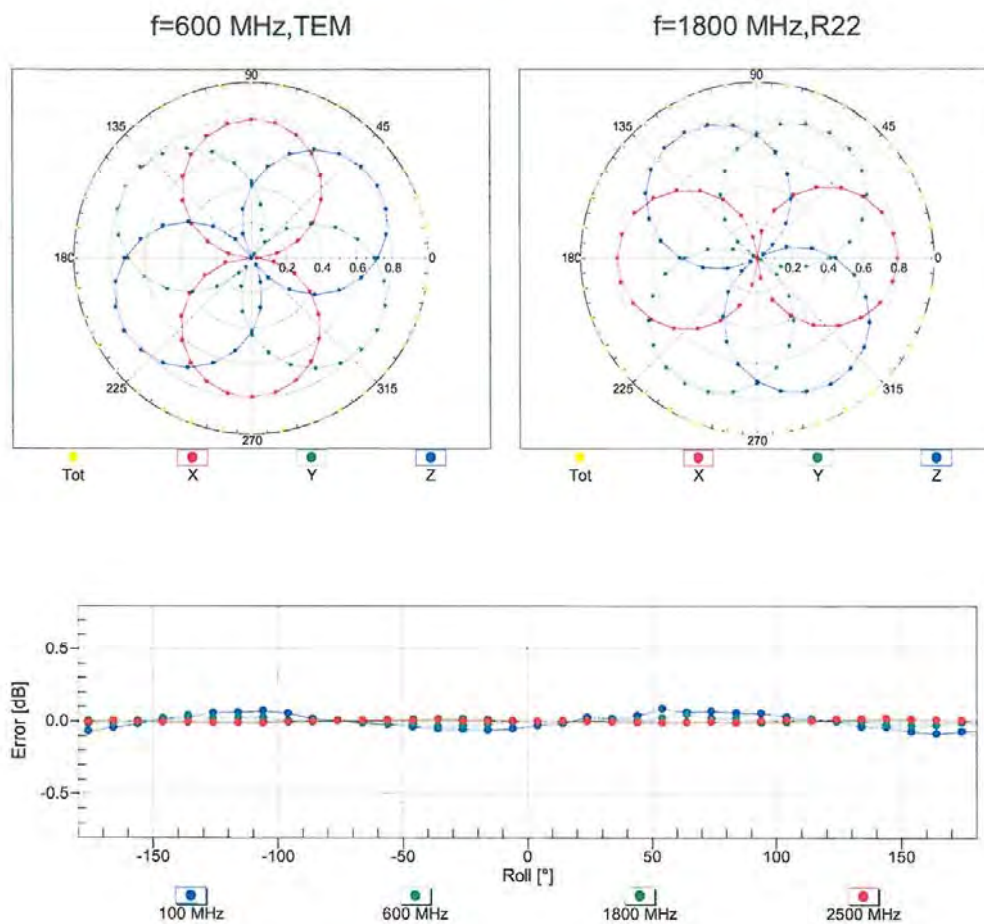 f=600 MHz,TEM
f=1800 MHz,R22
90
135
45
180
0.2
0.4
0.6
0.8
0
225
315
270
Tot
X
Y
Z
90
135
45
180
0.2
0.4
0.6
0.8
0
225
315
270
Tot
X
Y
Z
Error [dB]
0.5
0.0
-0.5
-150
-100
-50
0
50
100
150
Roll [°]
100 MHz
600 MHz
1800 MHz
2500 MHz